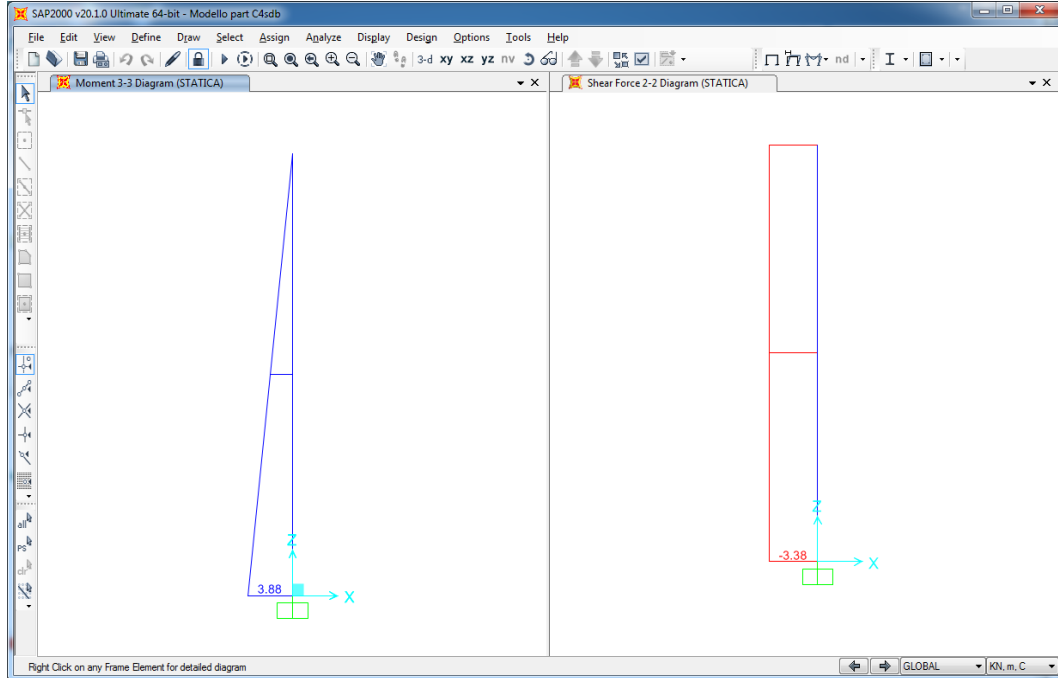 SAP2000 v20.1.0 Ultimate 64-bit - Modello part C4sdb
File Edit View Define Draw Select Assign Analyze Display Design Options Tools Help
3-d xy xz yz nv nd
Moment 3-3 Diagram (STATICA)
Shear Force 2-2 Diagram (STATICA)
all
PS
clr
Z
X
3.88
Z
X
-3.38
Right Click on any Frame Element for detailed diagram
GLOBAL
KN, m, C